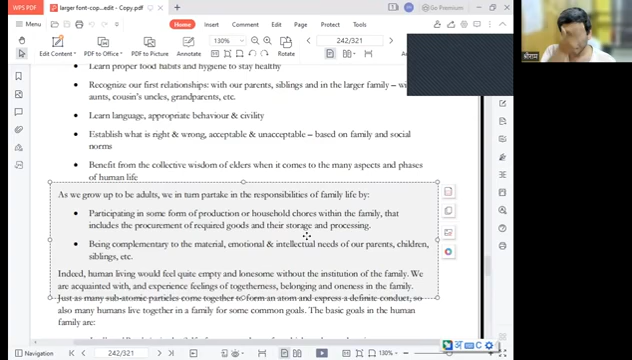 WPS PDF
larger font-cop...edit - Copy.pdf
Go Premium
Menu
Home
Insert
Edit
Page
Protect
Tools
Edit Content
PDF to Office
PDF to Picture
Annotate
130%
Rotate
242/321
Learn proper food habits and hygiene to stay healthy
Recognize our first relationships: with our parents, siblings and in the larger family –
aunts, cousin's uncles, grandparents, etc.
Learn language, appropriate behaviour & civility
Establish what is right & wrong, acceptable & unacceptable – based on family and social
norms
Benefit from the collective wisdom of elders when it comes to the many aspects and phases
of human life
As we grow up to be adults, we in turn partake in the responsibilities of family life by:
Participating in some form of production or household chores within the family, that
includes the procurement of required goods and their storage and processing.
Being complementary to the material, emotional & intellectual needs of our parents, children,
siblings, etc.
Indeed, human living would feel quite empty and lonesome without the institution of the family. We
are acquainted with, and experience feelings of togetherness, belonging and oneness in the family.
Just as many sub-atomic particles come together to form an atom and express a definite conduct, so
also many humans live together in a family for some common goals. The basic goals in the human
family are:
Navigation
242/321
130%
श्रीराम